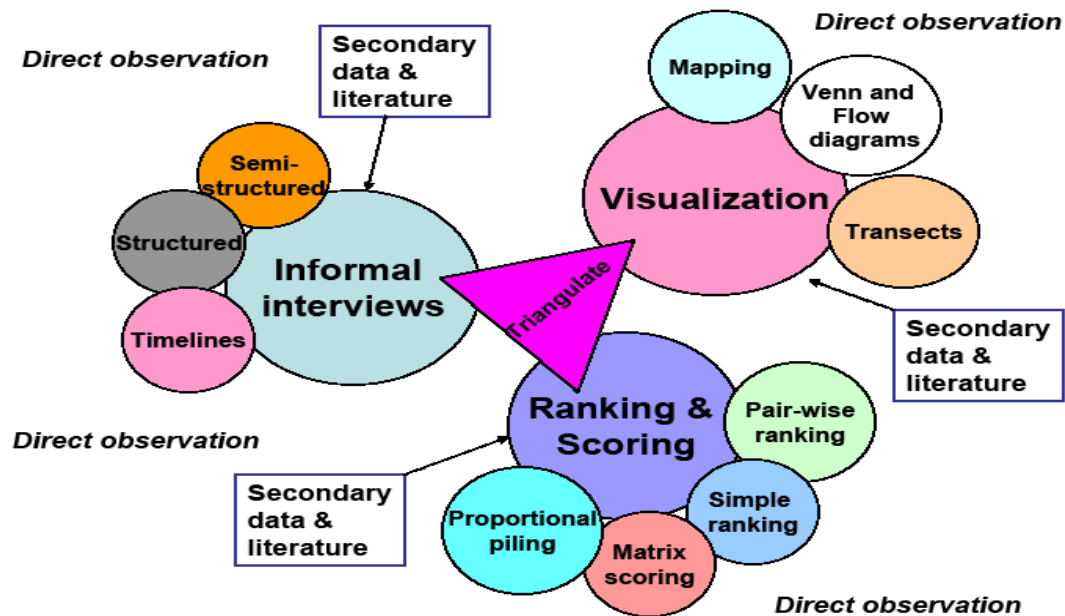 Direct observation
Secondary
data &
literature
Direct observation
Mapping
Venn and
Flow
diagrams
Semi-
structured
Visualization
Structured
Transects
Informal
interviews
Triangulate
Timelines
Secondary
data &
literature
Ranking &
Scoring
Pair-wise
ranking
Direct observation
Secondary
data &
literature
Proportional
piling
Matrix
scoring
Simple
ranking
Direct observation